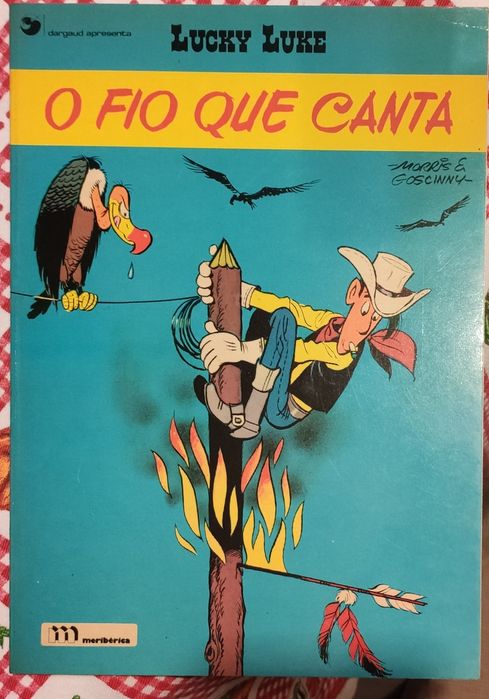 dargaud apresenta
LUCKY LUKE
O FIO QUE CANTA
MORRIS &
GOSCINNY
m
meribérica